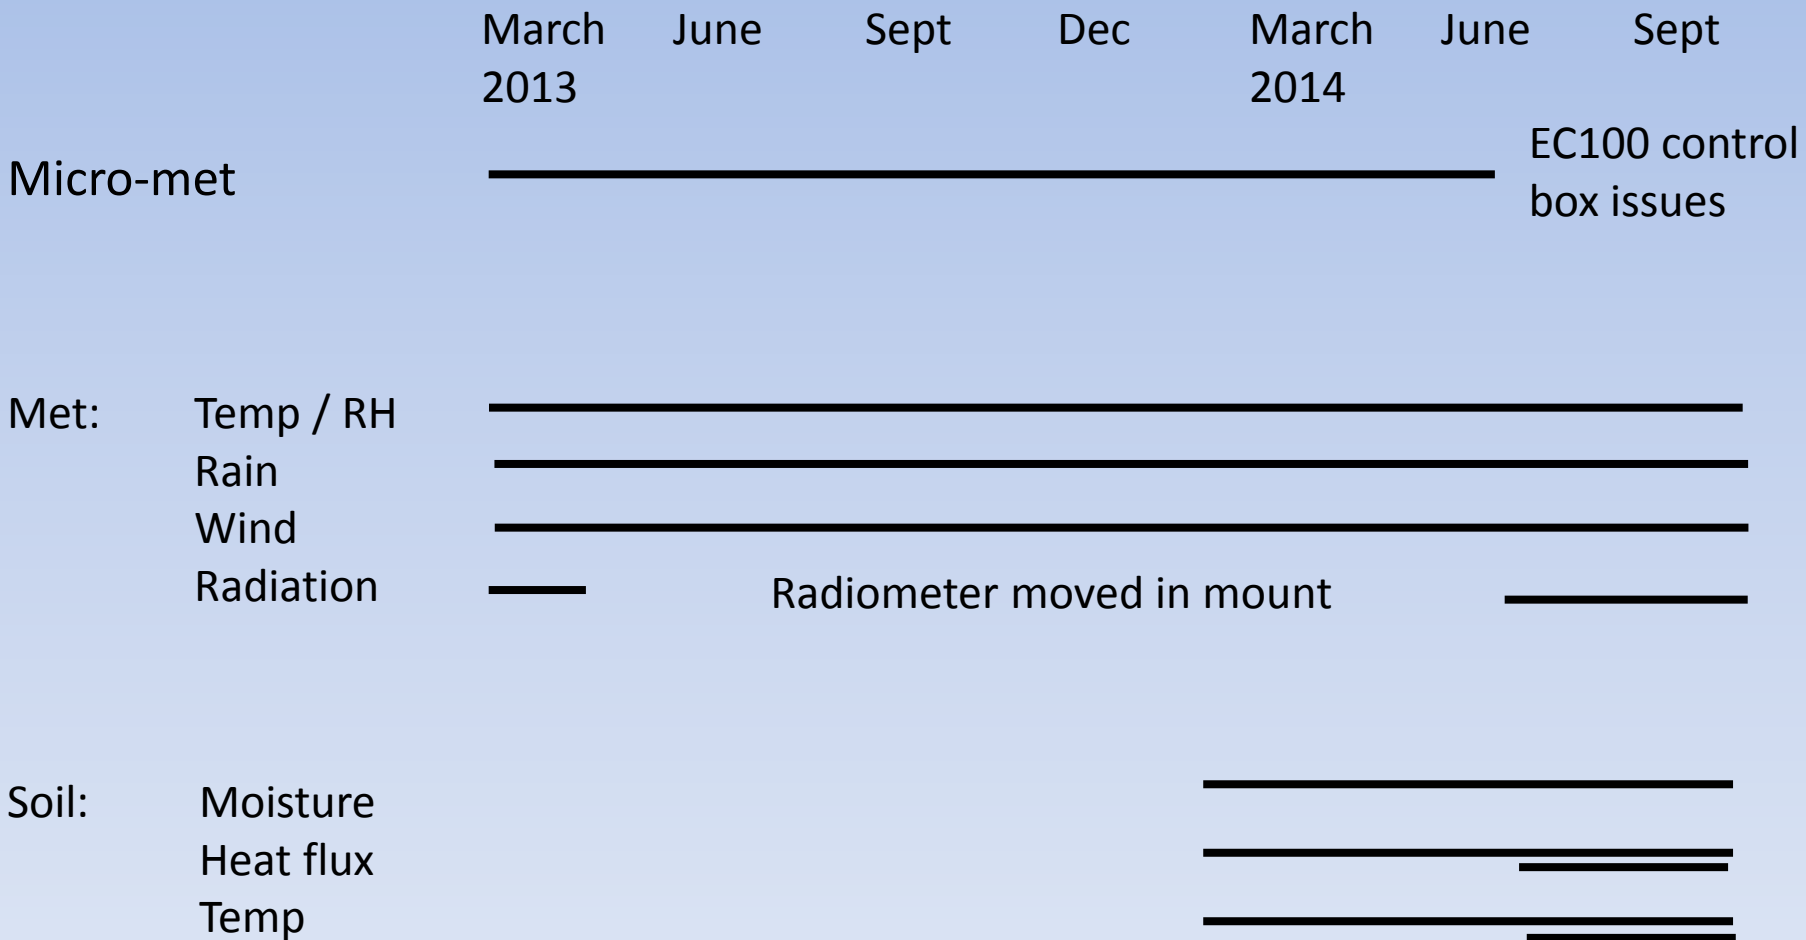 March June Sept Dec March June Sept
2013 2014
EC100 control
Micro-met
box issues
Met: Temp / RH
Rain
Wind
Radiation Radiometer moved in mount
Soil: Moisture
Heat flux
Temp